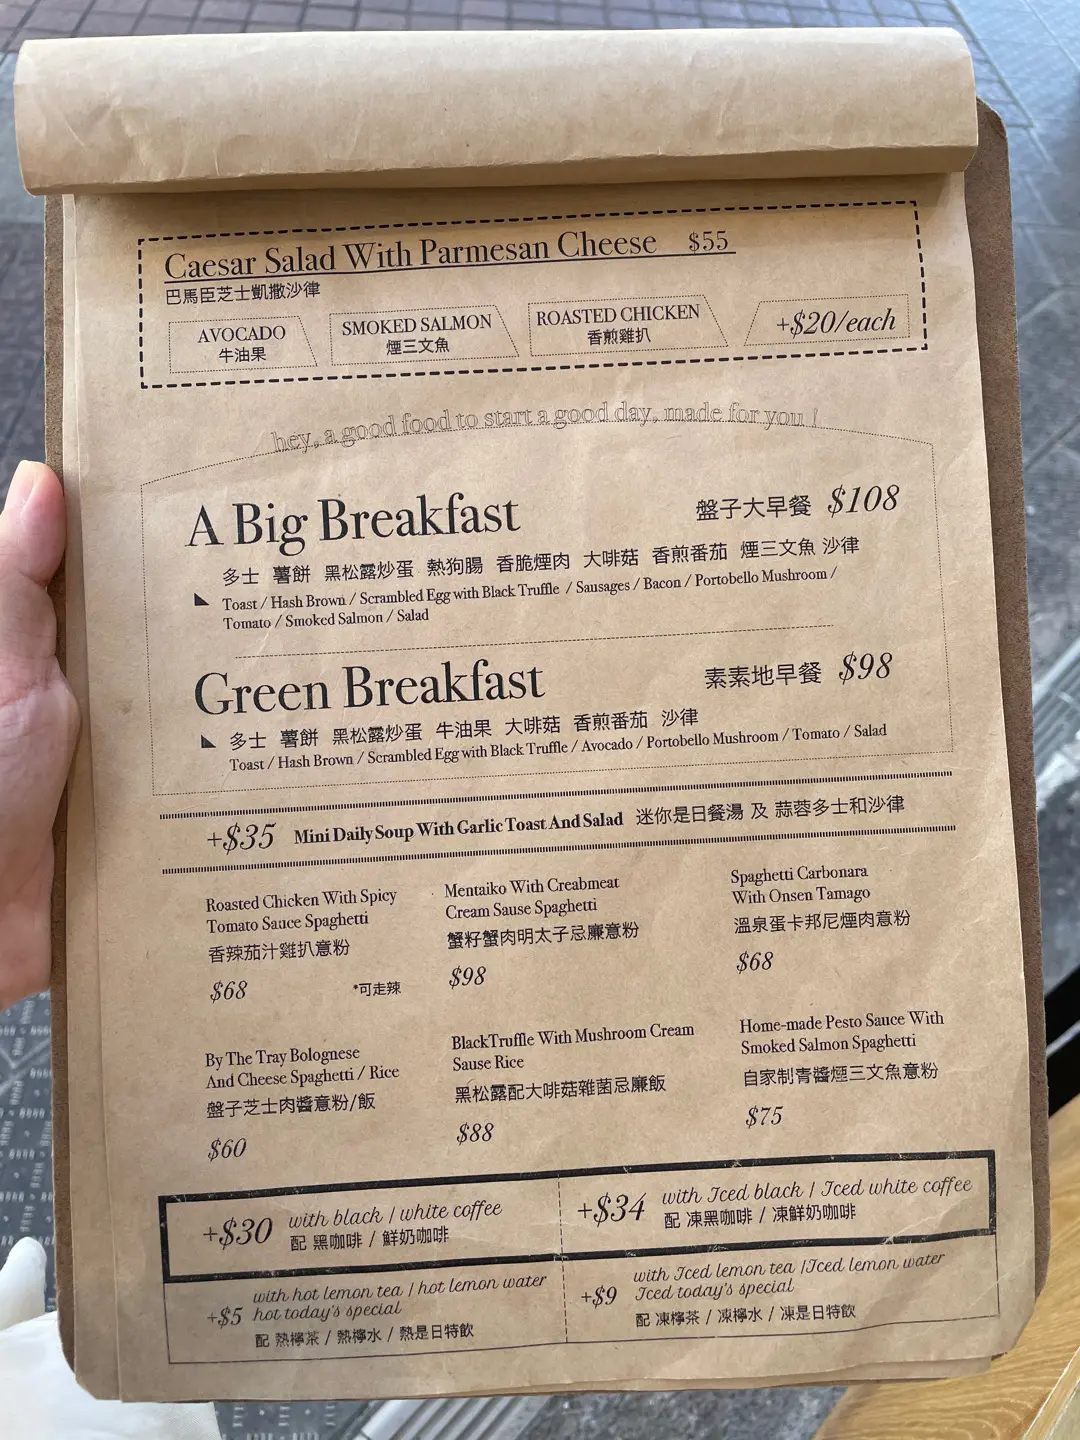 Caesar Salad With Parmesan Cheese $55
巴馬臣芝士凱撒沙律
AVOCADO
牛油果
SMOKED SALMON
煙三文魚
ROASTED CHICKEN
香煎雞扒
+$20/each
hey, a good food to start a good day, made for you !
A Big Breakfast 盤子大早餐 $108
多士 薯餅 黑松露炒蛋 熱狗腸 香脆煙肉 大啡菇 香煎番茄 煙三文魚 沙律
Toast / Hash Brown / Scrambled Egg with Black Truffle / Sausages / Bacon / Portobello Mushroom /
Tomato / Smoked Salmon / Salad
Green Breakfast 素素地早餐 $98
多士 薯餅 黑松露炒蛋 牛油果 大啡菇 香煎番茄 沙律
Toast / Hash Brown / Scrambled Egg with Black Truffle / Avocado / Portobello Mushroom / Tomato / Salad
+$35 Mini Daily Soup With Garlic Toast And Salad 迷你是日餐湯 及 蒜蓉多士和沙律
Roasted Chicken With Spicy
Tomato Sauce Spaghetti
香辣茄汁雞扒意粉
$68 *可走辣
Mentaiko With Creabmeat
Cream Sause Spaghetti
蟹籽蟹肉明太子忌廉意粉
$98
Spaghetti Carbonara
With Onsen Tamago
溫泉蛋卡邦尼煙肉意粉
$68
By The Tray Bolognese
And Cheese Spaghetti / Rice
盤子芝士肉醬意粉/飯
$60
BlackTruffle With Mushroom Cream
Sause Rice
黑松露配大啡菇雜菌忌廉飯
$88
Home-made Pesto Sauce With
Smoked Salmon Spaghetti
自家制青醬煙三文魚意粉
$75
+$30 with black / white coffee
配 黑咖啡 / 鮮奶咖啡
+$34 with Iced black / Iced white coffee
配 凍黑咖啡 / 凍鮮奶咖啡
+$5 with hot lemon tea / hot lemon water
hot today's special
配 熱檸茶 / 熱檸水 / 熱是日特飲
+$9 with Iced lemon tea /Iced lemon water
Iced today's special
配 凍檸茶 / 凍檸水 / 凍是日特飲